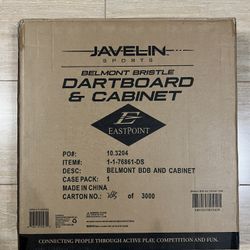 JAVELIN
SPORTS
BELMONT BRISTLE
DARTBOARD
& CABINET
E
EASTPOINT
PO#: 10.3204
ITEM#: 1-1-76861-DS
DESC: BELMONT BDB AND CABINET
CASE PACK: 1
MADE IN CHINA
CARTON NO. of 3000
CONNECTING PEOPLE THROUGH ACTIVE PLAY, COMPETITION AND FUN.